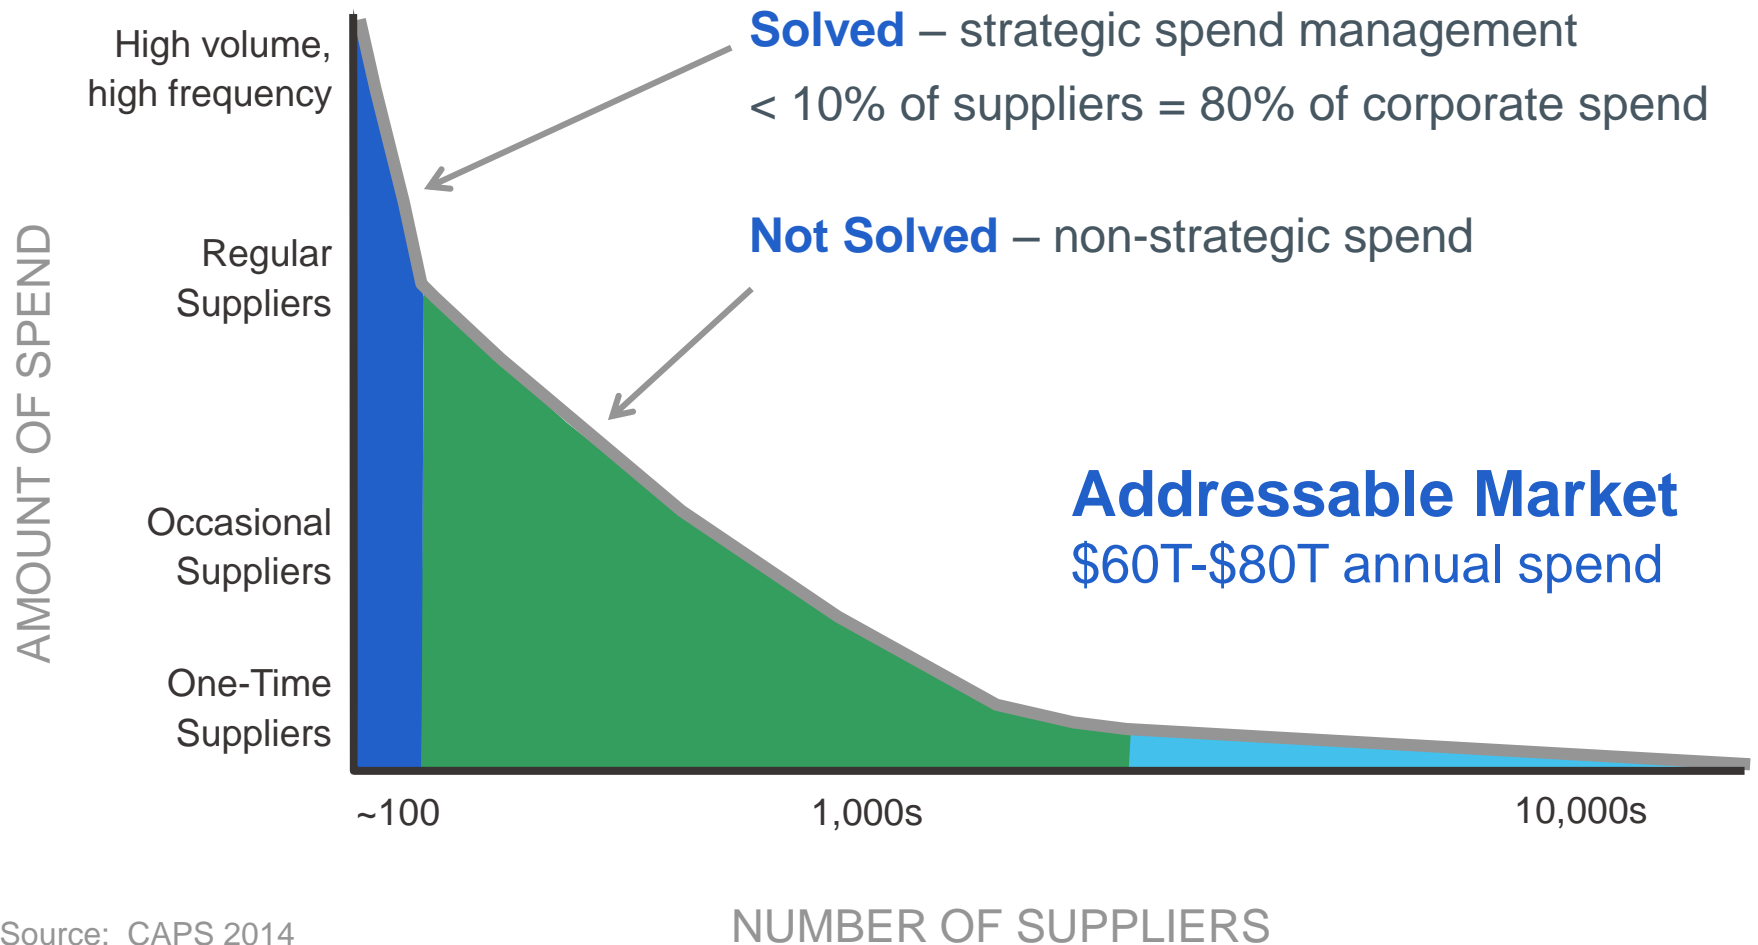 Solved – strategic spend management
< 10% of suppliers = 80% of corporate spend
Not Solved – non-strategic spend
Addressable Market
$60T-$80T annual spend
AMOUNT OF SPEND
High volume,
high frequency
Regular
Suppliers
Occasional
Suppliers
One-Time
Suppliers
~100
1,000s
10,000s
NUMBER OF SUPPLIERS
Source: CAPS 2014